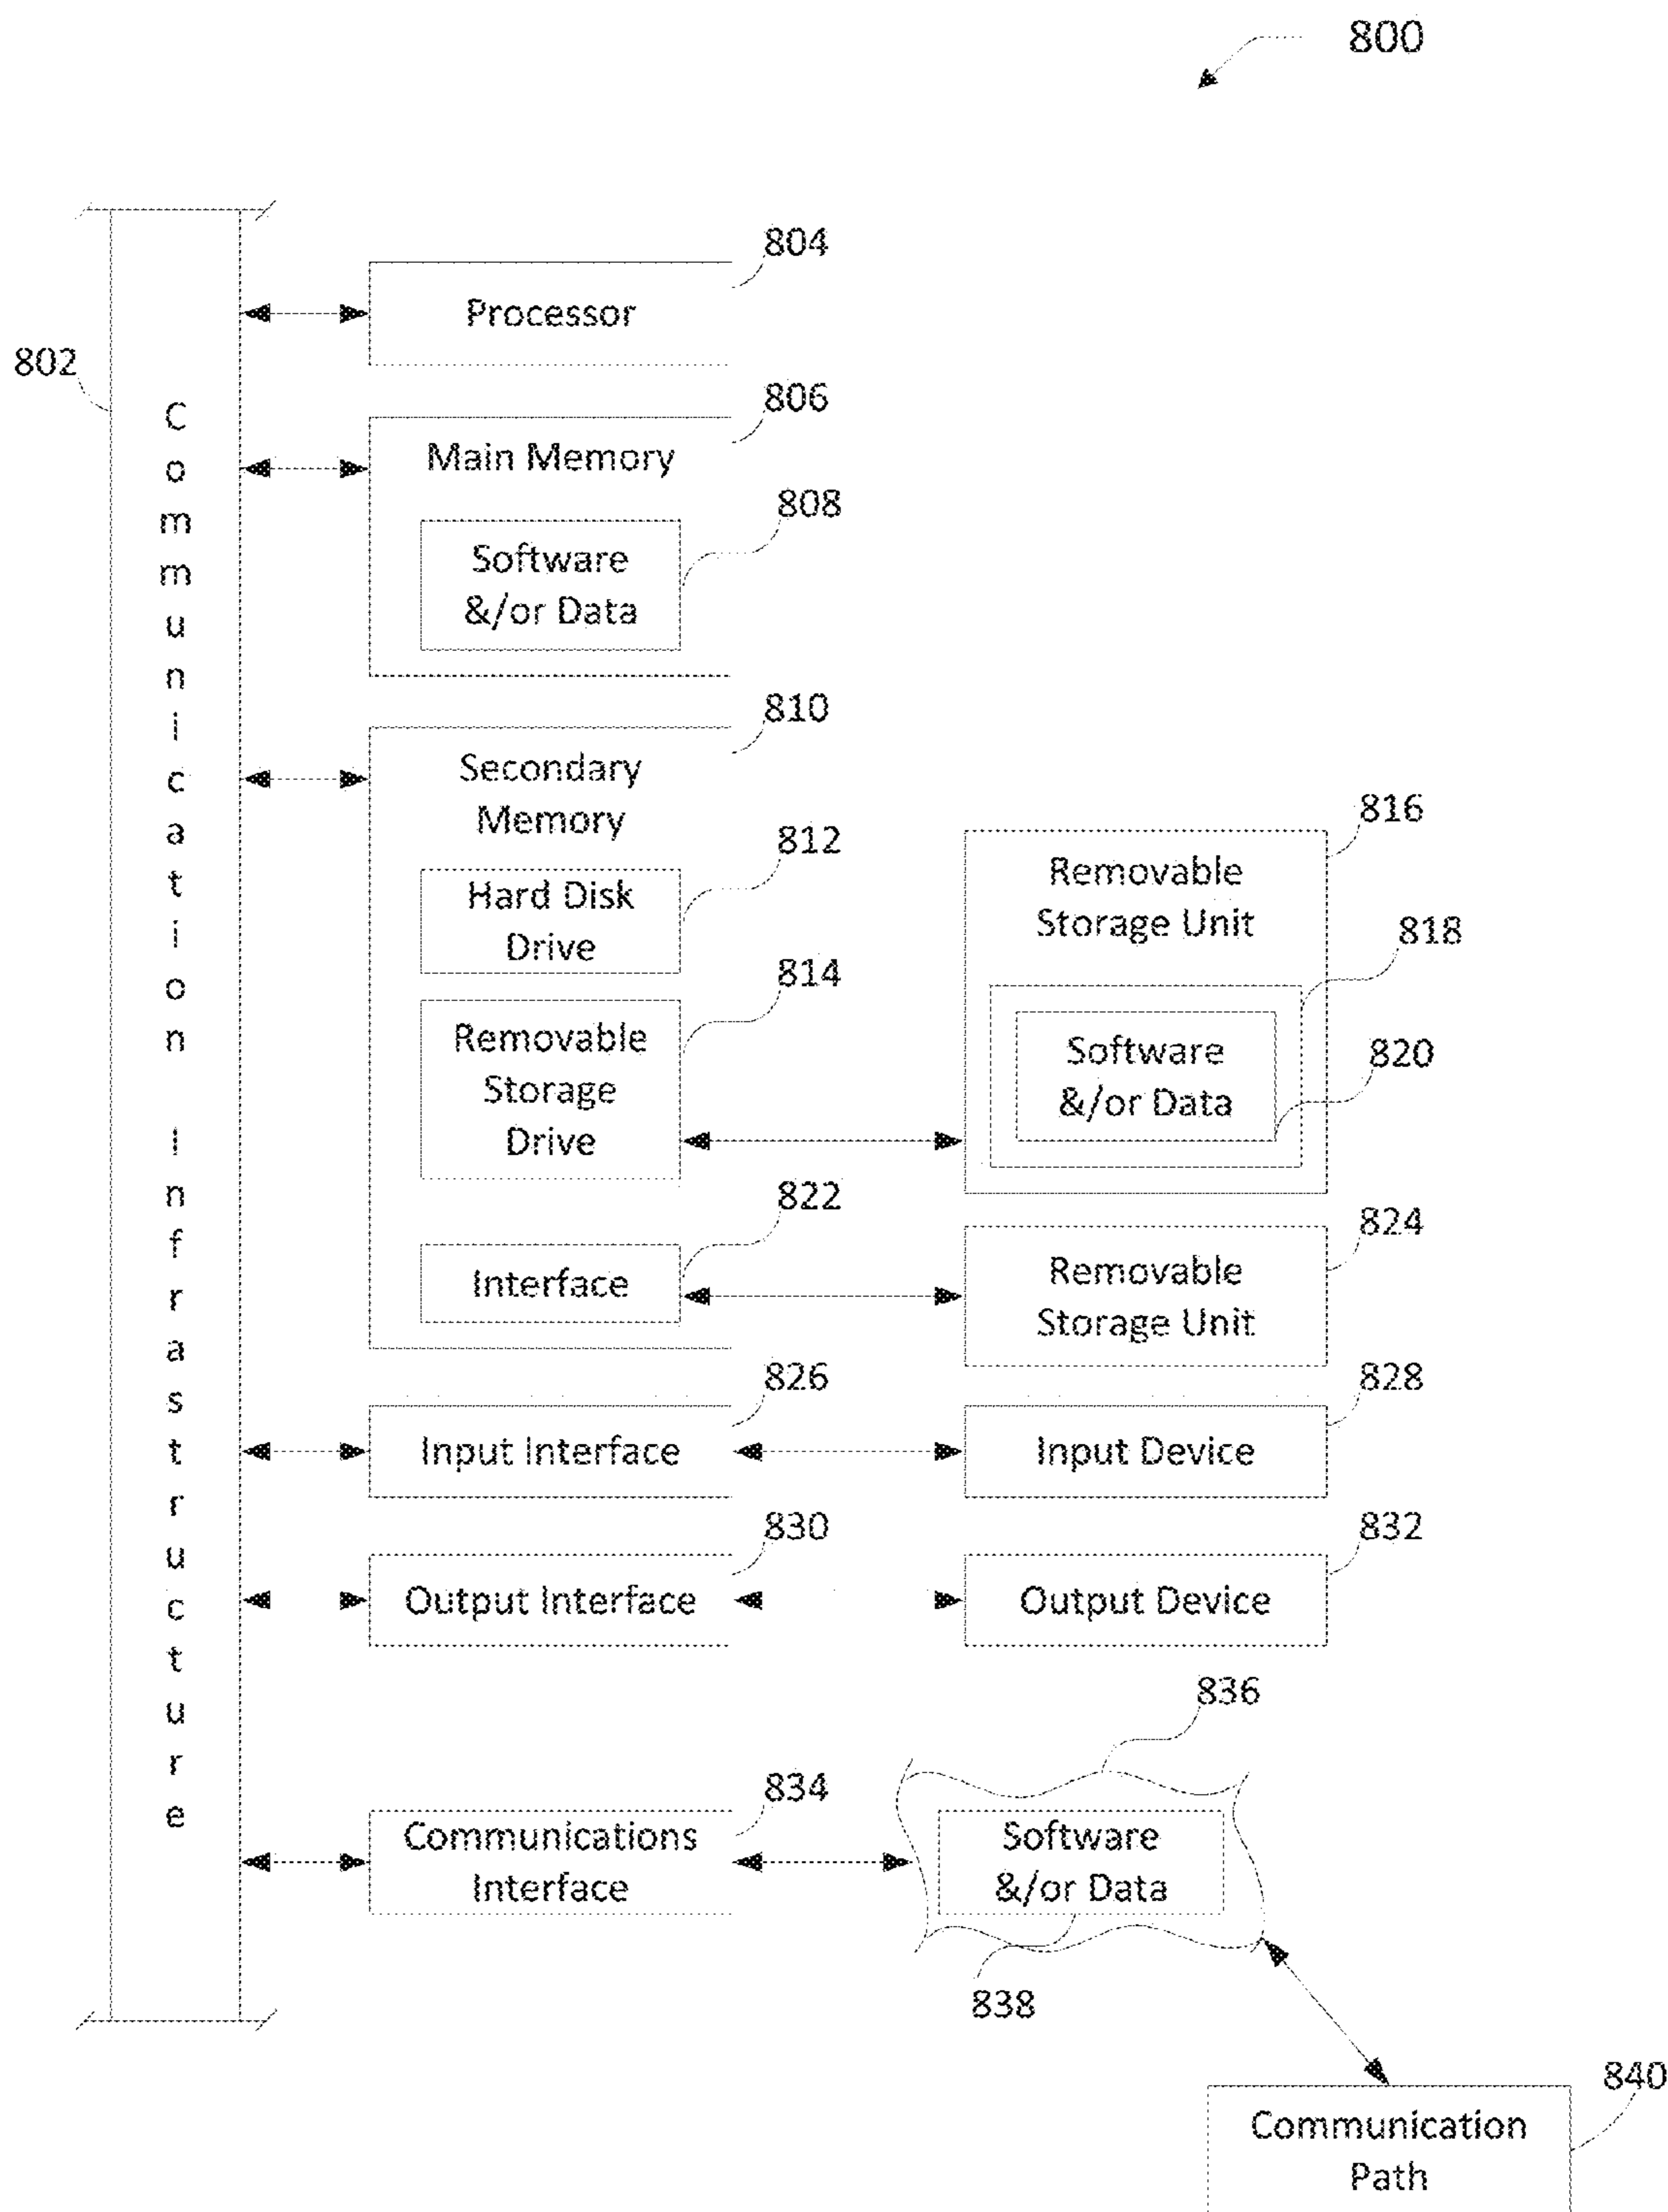 800
804
Processor
802
806
Main Memory
808
Software
&/or Data
810
Secondary
Memory
812
Hard Disk
Drive
814
Removable
Storage
Drive
816
Removable
Storage Unit
818
Software
&/or Data
820
822
Interface
824
Removable
Storage Unit
826
Input Interface
828
Input Device
830
Output Interface
832
Output Device
834
Communications
Interface
836
Software
&/or Data
838
840
Communication
Path
Communication Infrastructure